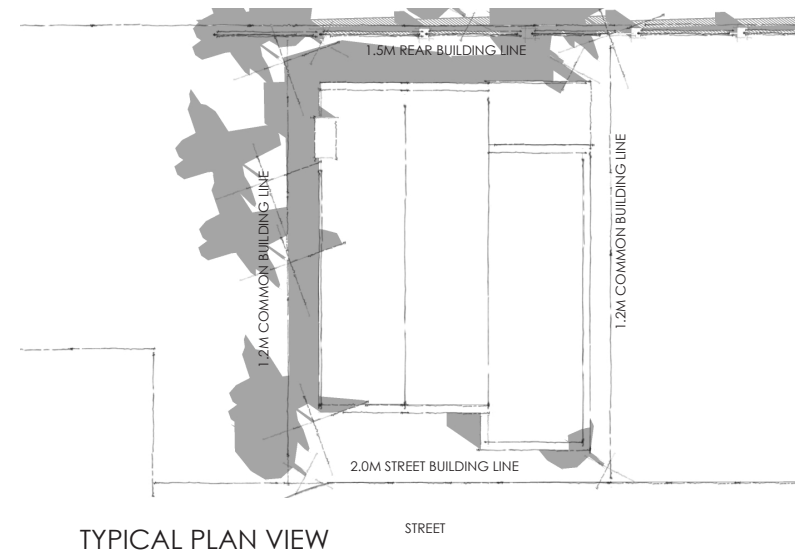 1.5M REAR BUILDING LINE
1.2M COMMON BUILDING LINE
1.2M COMMON BUILDING LINE
2.0M STREET BUILDING LINE
STREET
TYPICAL PLAN VIEW